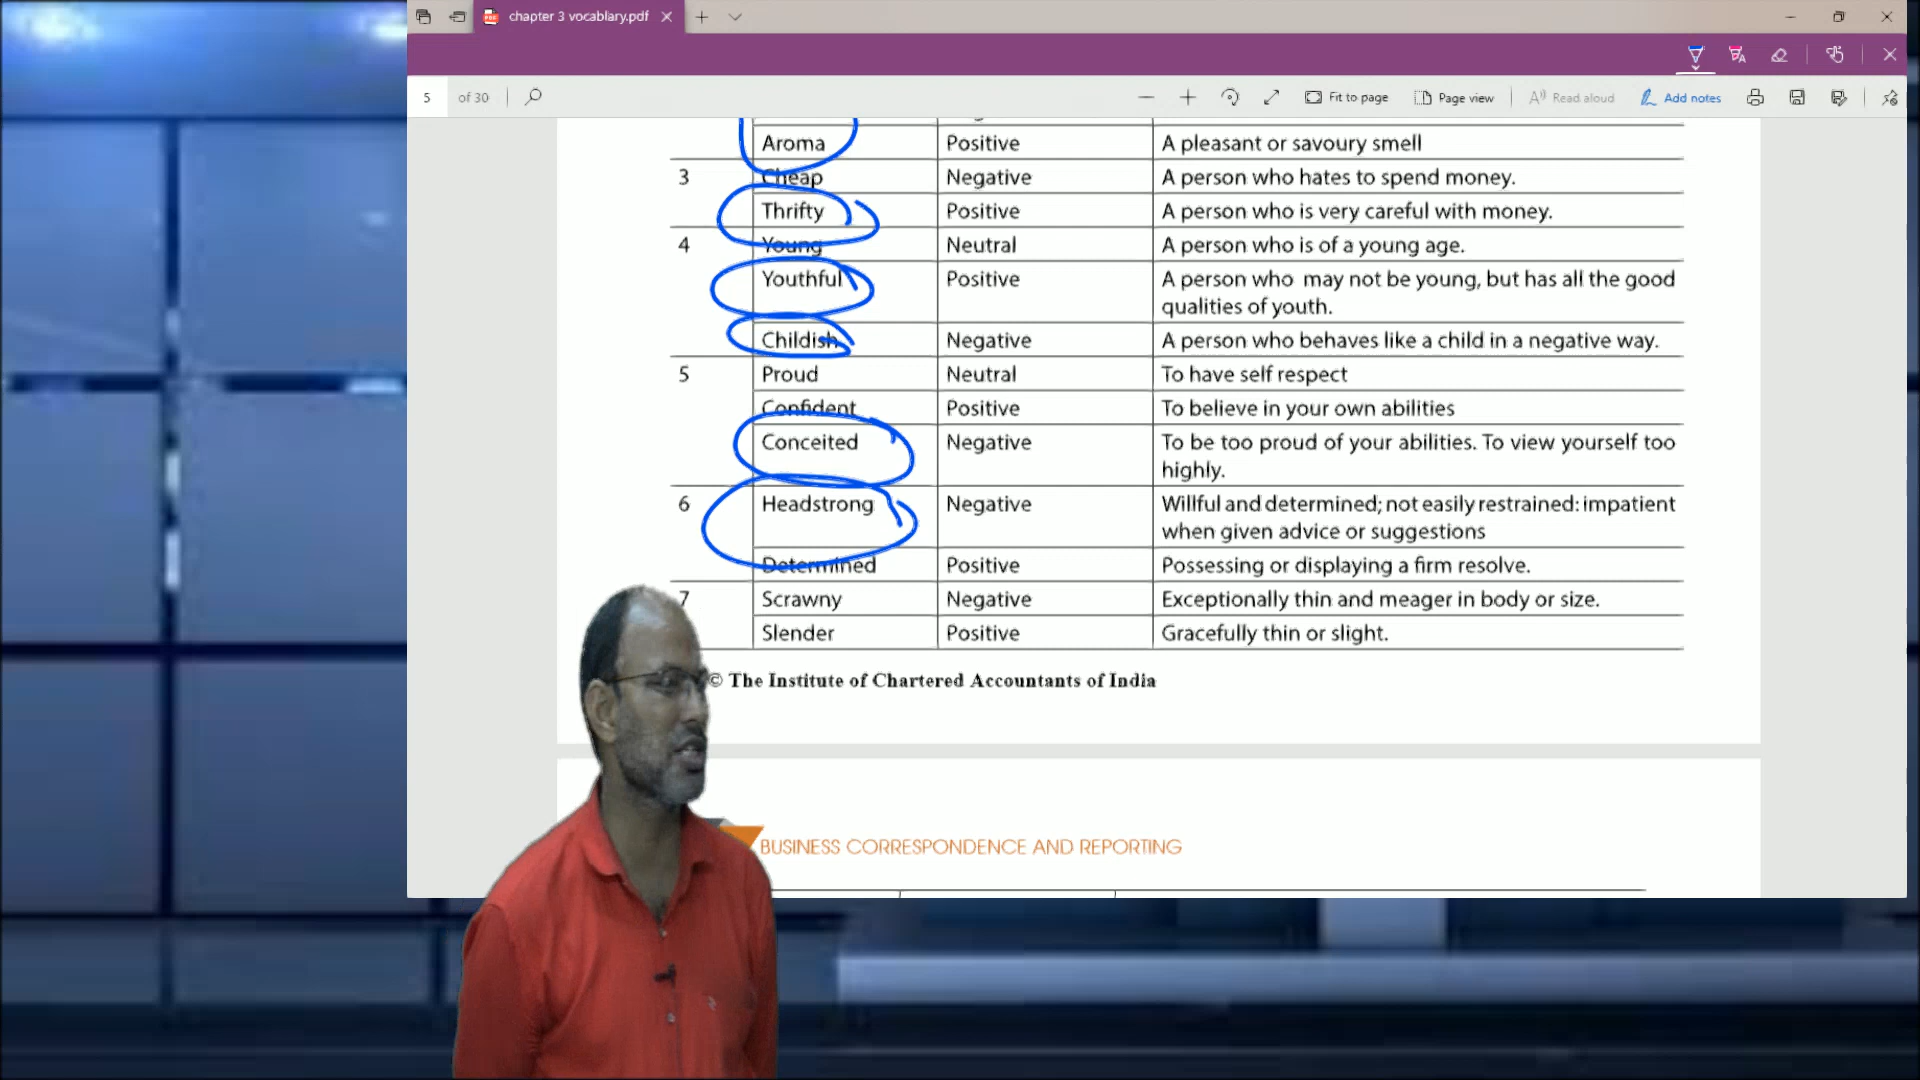 chapter 3 vocablary.pdf
5 of 30 Fit to page Page view Read aloud Add notes
Aroma Positive A pleasant or savoury smell
3 Cheap Negative A person who hates to spend money.
Thrifty Positive A person who is very careful with money.
4 Young Neutral A person who is of a young age.
Youthful Positive A person who may not be young, but has all the good
qualities of youth.
Childish Negative A person who behaves like a child in a negative way.
5 Proud Neutral To have self respect
Confident Positive To believe in your own abilities
Conceited Negative To be too proud of your abilities. To view yourself too
highly.
6 Headstrong Negative Willful and determined; not easily restrained: impatient
when given advice or suggestions
Determined Positive Possessing or displaying a firm resolve.
7 Scrawny Negative Exceptionally thin and meager in body or size.
Slender Positive Gracefully thin or slight.
© The Institute of Chartered Accountants of India
BUSINESS CORRESPONDENCE AND REPORTING